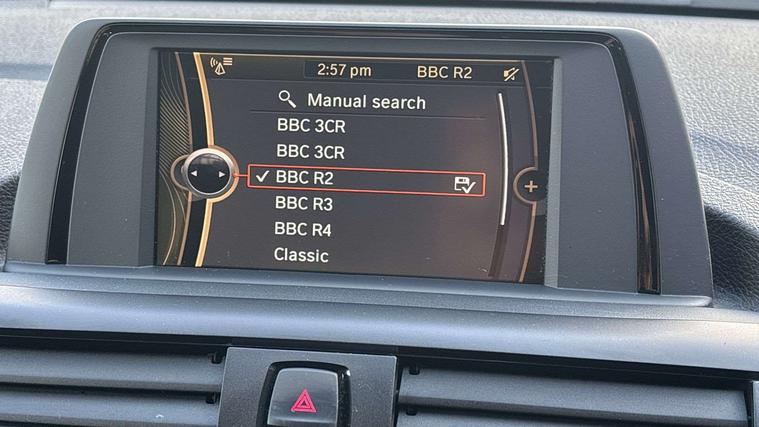 2:57 pm BBC R2
Manual search
BBC 3CR
BBC 3CR
BBC R2
BBC R3
BBC R4
Classic